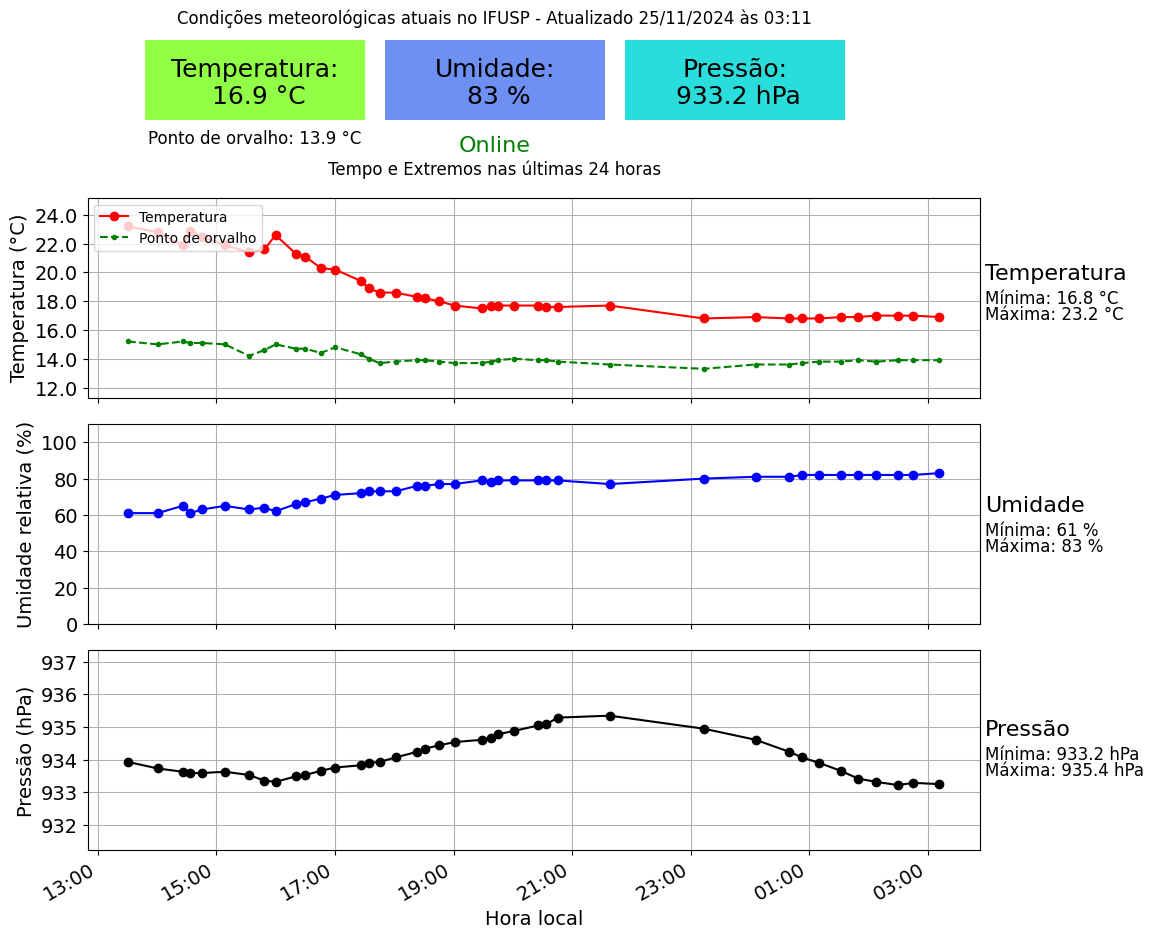 Condições meteorológicas atuais no IFUSP - Atualizado 25/11/2024 às 03:11
Temperatura:
16.9 °C
Umidade:
83 %
Pressão:
933.2 hPa
Ponto de orvalho: 13.9 °C
Online
Tempo e Extremos nas últimas 24 horas
Temperatura (°C)
24.0
22.0
20.0
18.0
16.0
14.0
12.0
Temperatura
Ponto de orvalho
Temperatura
Mínima: 16.8 °C
Máxima: 23.2 °C
Umidade relativa (%)
100
80
60
40
20
0
Umidade
Mínima: 61 %
Máxima: 83 %
Pressão (hPa)
937
936
935
934
933
932
Pressão
Mínima: 933.2 hPa
Máxima: 935.4 hPa
13:00
15:00
17:00
19:00
21:00
23:00
01:00
03:00
Hora local